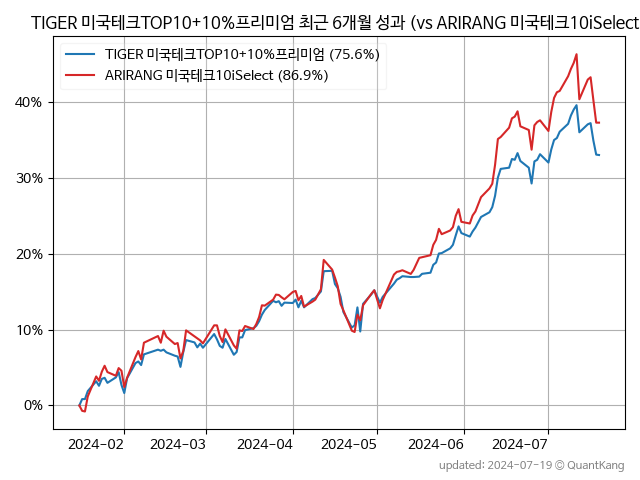 TIGER 미국테크TOP10+10%프리미엄 최근 6개월 성과 (vs ARIRANG 미국테크10iSelect
TIGER 미국테크TOP10+10%프리미엄 (75.6%)
ARIRANG 미국테크10iSelect (86.9%)
40%
30%
20%
10%
0%
2024-02 2024-03 2024-04 2024-05 2024-06 2024-07
updated: 2024-07-19 © QuantKang